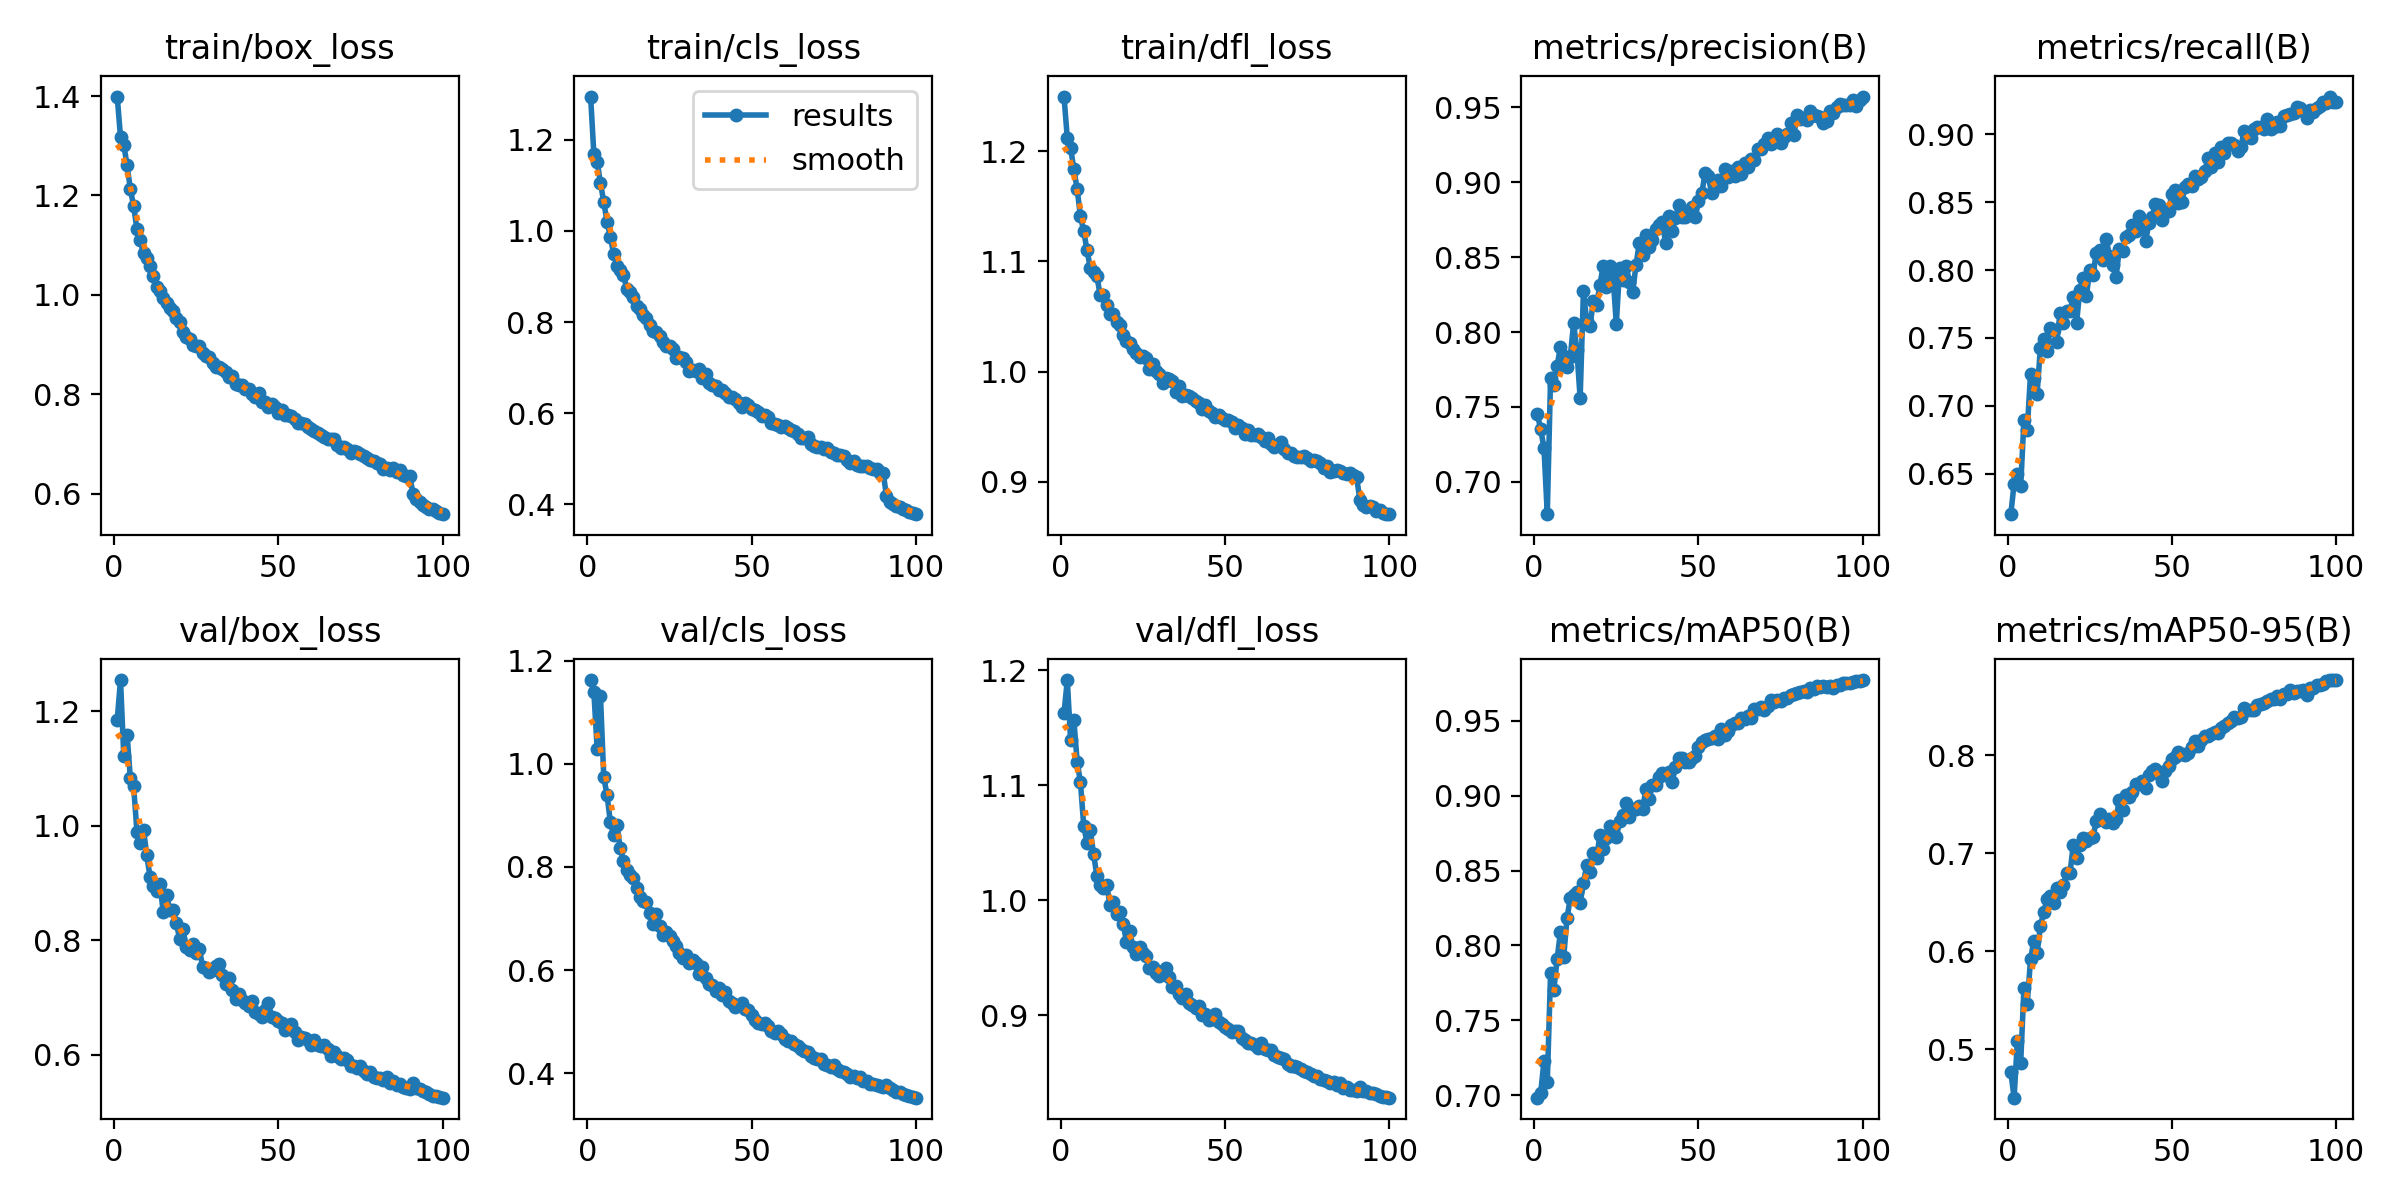 train/box_loss
1.4
1.2
1.0
0.8
0.6
0 50 100
train/cls_loss
results
smooth
1.2
1.0
0.8
0.6
0.4
0 50 100
train/dfl_loss
1.2
1.1
1.0
0.9
0 50 100
metrics/precision(B)
0.95
0.90
0.85
0.80
0.75
0.70
0 50 100
metrics/recall(B)
0.90
0.85
0.80
0.75
0.70
0.65
0 50 100
val/box_loss
1.2
1.0
0.8
0.6
0 50 100
val/cls_loss
1.2
1.0
0.8
0.6
0.4
0 50 100
val/dfl_loss
1.2
1.1
1.0
0.9
0 50 100
metrics/mAP50(B)
0.95
0.90
0.85
0.80
0.75
0.70
0 50 100
metrics/mAP50-95(B)
0.8
0.7
0.6
0.5
0 50 100